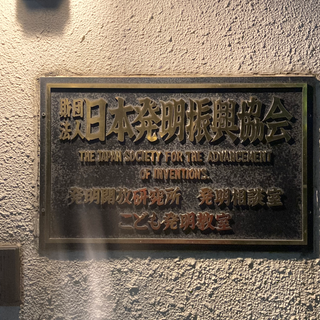 財団法人 日本発明振興協会
THE JAPAN SOCIETY FOR THE ADVANCEMENT
OF INVENTIONS.
発明開放研究所 発明相談室
こども発明教室